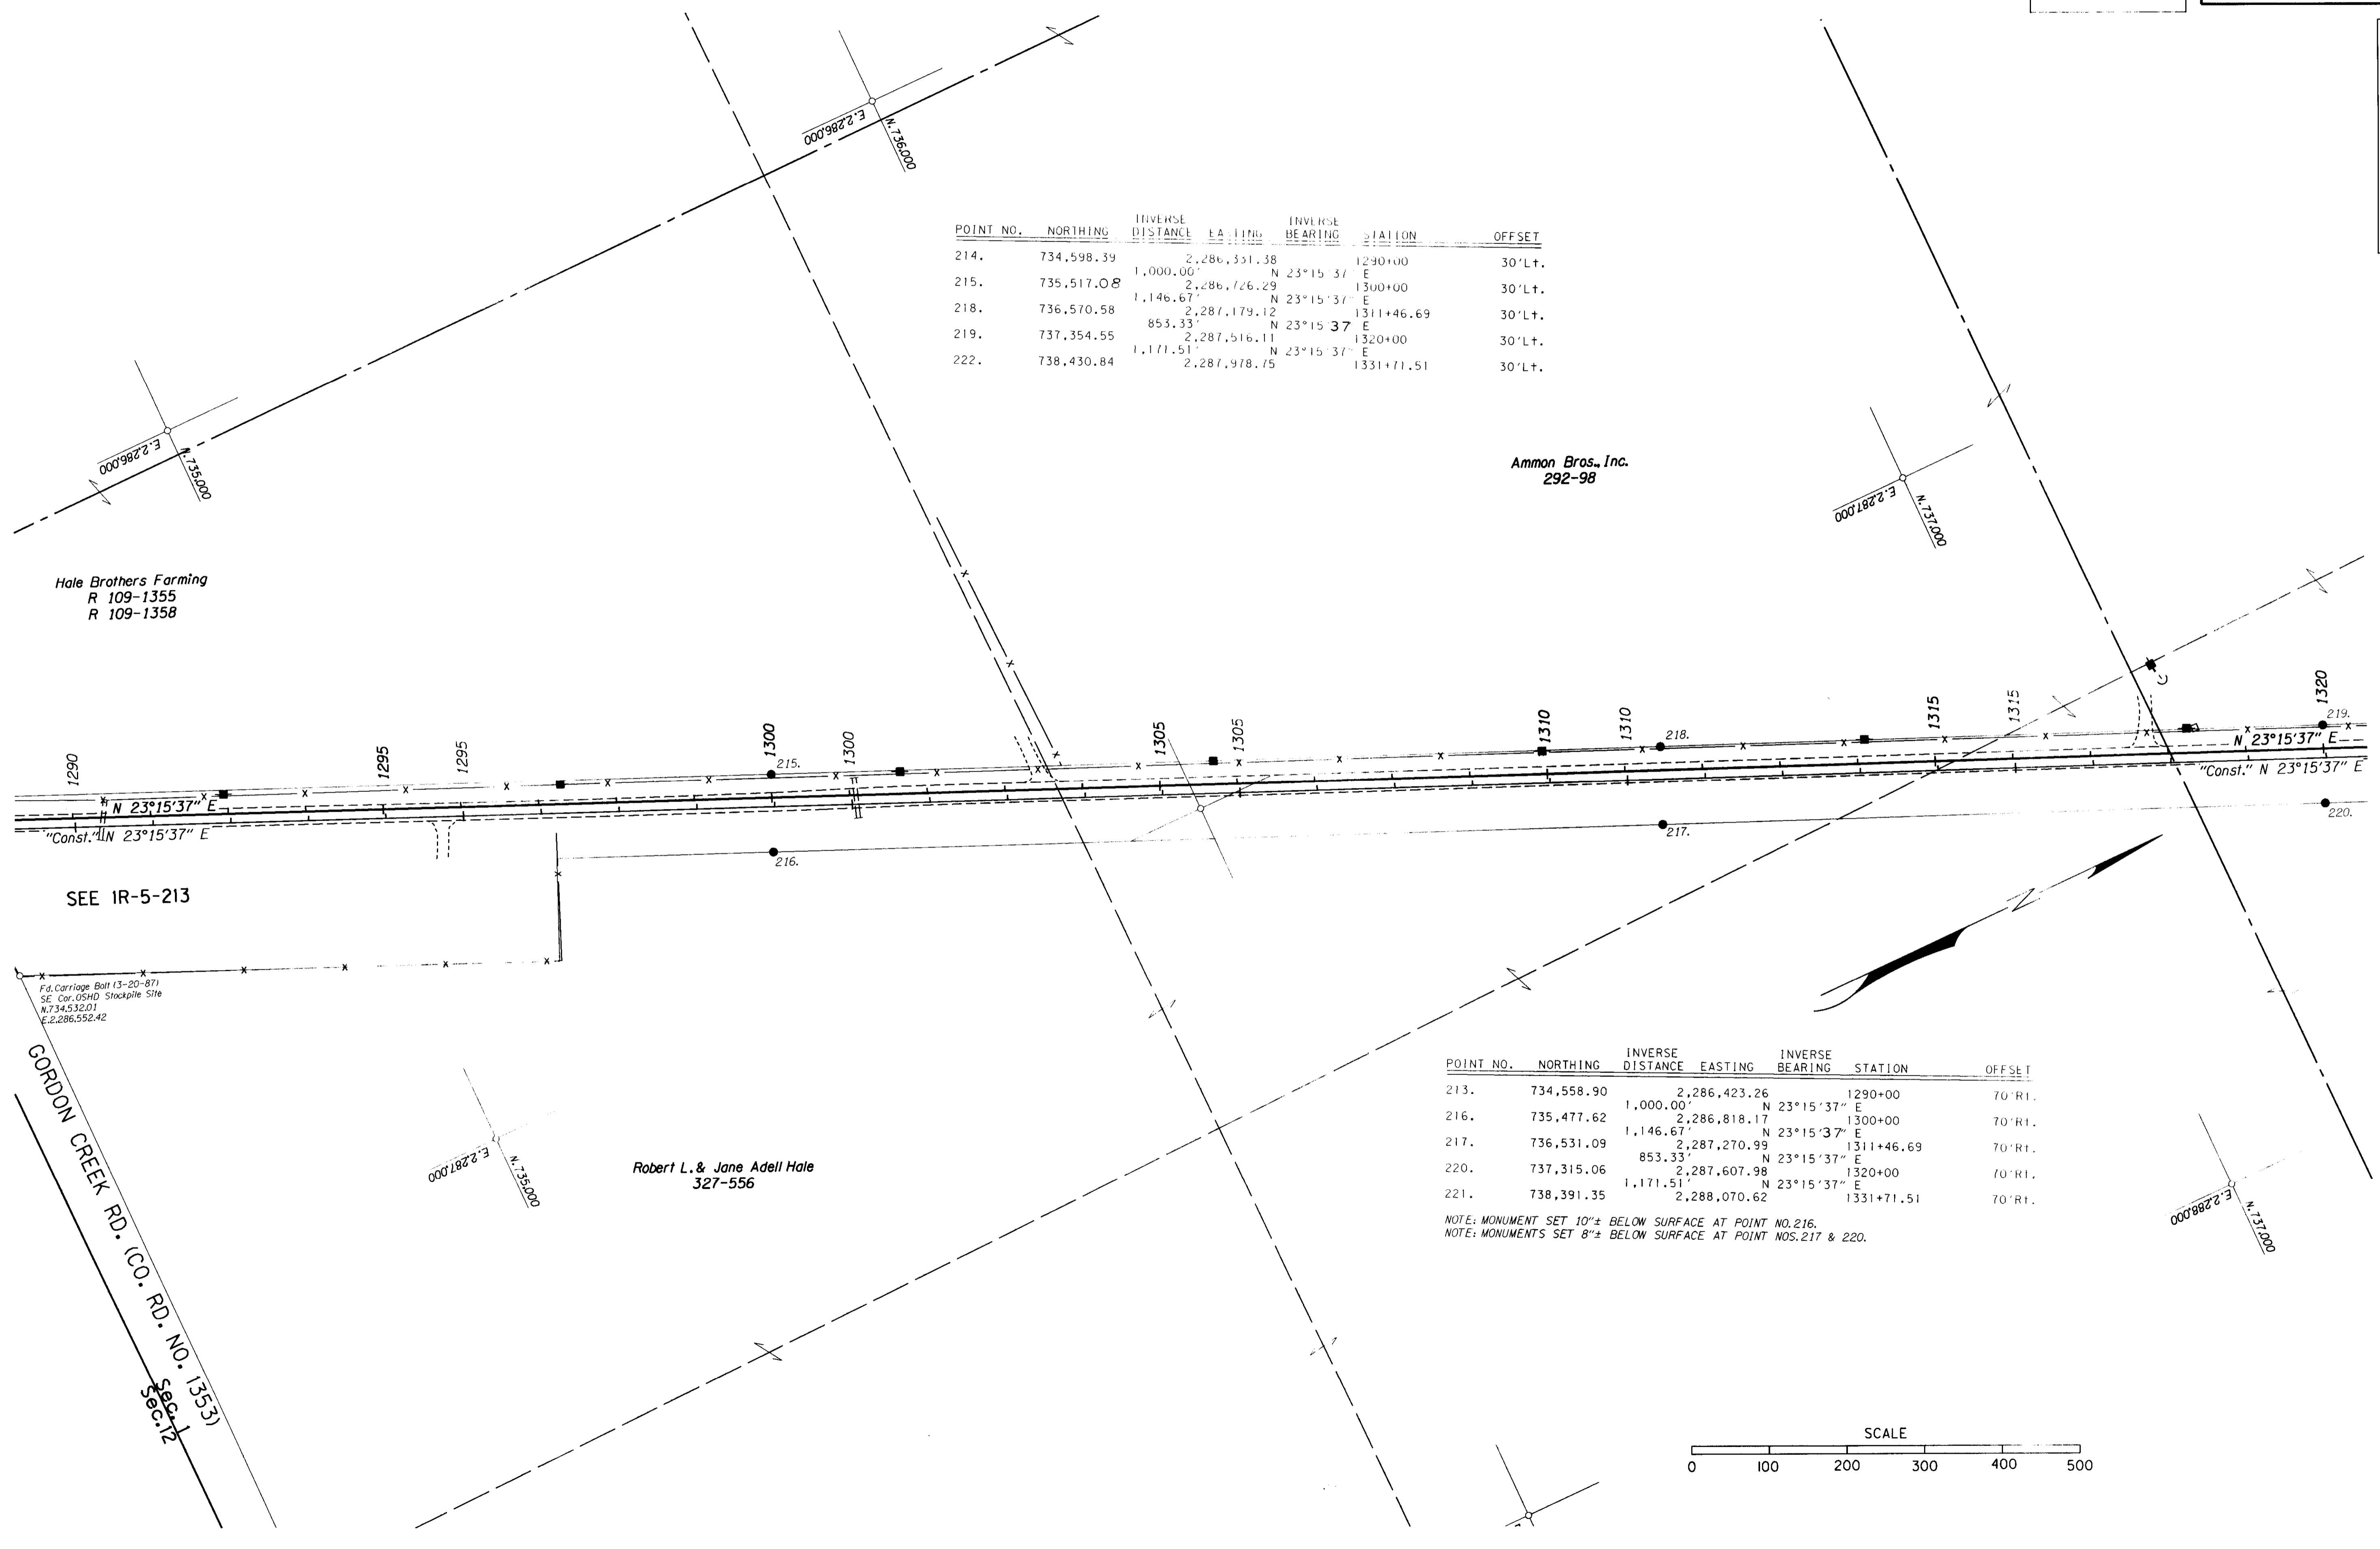 E.2,286,000
N.736,000
INVERSE INVERSE
POINT NO. NORTHING DISTANCE EASTING BEARING STATION OFFSET
214. 734,598.39 2,286,331.38 1290+00 30'Lt.
1,000.00' N 23°15'37" E
215. 735,517.08 2,286,726.29 1300+00 30'Lt.
1,146.67' N 23°15'37" E
218. 736,570.58 2,287,179.12 1311+46.69 30'Lt.
853.33' N 23°15'37" E
219. 737,354.55 2,287,516.11 1320+00 30'Lt.
1,171.51' N 23°15'37" E
222. 738,430.84 2,287,978.75 1331+71.51 30'Lt.
E.2,286,000
N.735,000
Ammon Bros., Inc.
292-98
E.2,287,000
N.737,000
Hale Brothers Farming
R 109-1355
R 109-1358
1290 1295 1295 1300 1300 1305 1305 1310 1310 1315 1315 1320
215. 218. 219.
N 23°15'37" E N 23°15'37" E
"Const." N 23°15'37" E "Const." N 23°15'37" E
216. 217. 220.
SEE 1R-5-213
Fd. Carriage Bolt (3-20-87)
SE Cor. OSHD Stockpile Site
N.734,532.01
E.2,286,552.42
GORDON CREEK RD. (CO. RD. NO. 1353)
Sec. 1
Sec. 12
E.2,287,000
N.735,000
Robert L. & Jane Adell Hale
327-556
INVERSE INVERSE
POINT NO. NORTHING DISTANCE EASTING BEARING STATION OFFSET
213. 734,558.90 2,286,423.26 1290+00 70'Rt.
1,000.00' N 23°15'37" E
216. 735,477.62 2,286,818.17 1300+00 70'Rt.
1,146.67' N 23°15'37" E
217. 736,531.09 2,287,270.99 1311+46.69 70'Rt.
853.33' N 23°15'37" E
220. 737,315.06 2,287,607.98 1320+00 70'Rt.
1,171.51' N 23°15'37" E
221. 738,391.35 2,288,070.62 1331+71.51 70'Rt.
NOTE: MONUMENT SET 10"± BELOW SURFACE AT POINT NO. 216.
NOTE: MONUMENTS SET 8"± BELOW SURFACE AT POINT NOS. 217 & 220.
E.2,288,000
N.737,000
SCALE
0 100 200 300 400 500